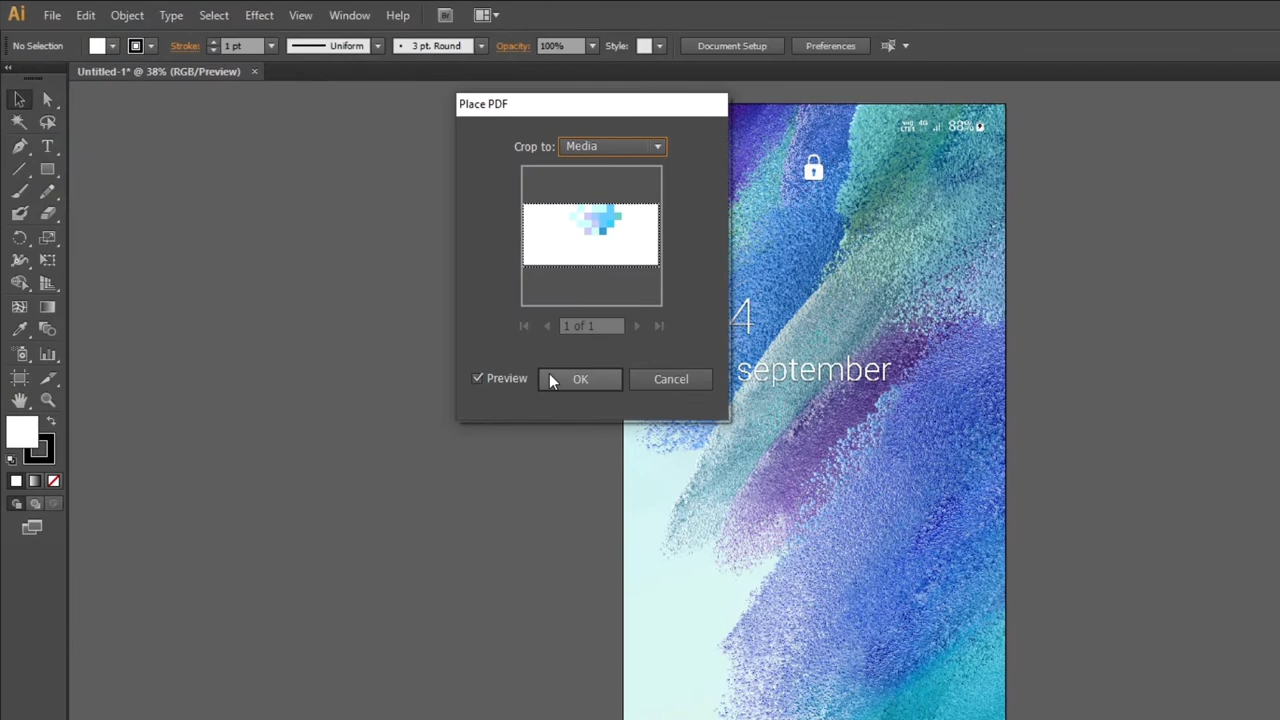 Ai File Edit Object Type Select Effect View Window Help Br
No Selection Stroke: 1 pt Uniform 3 pt. Round Opacity: 100% Style: Document Setup Preferences
Untitled-1* @ 38% (RGB/Preview)
Place PDF
Crop to: Media
1 of 1
Preview OK Cancel
4G 88%
4
september